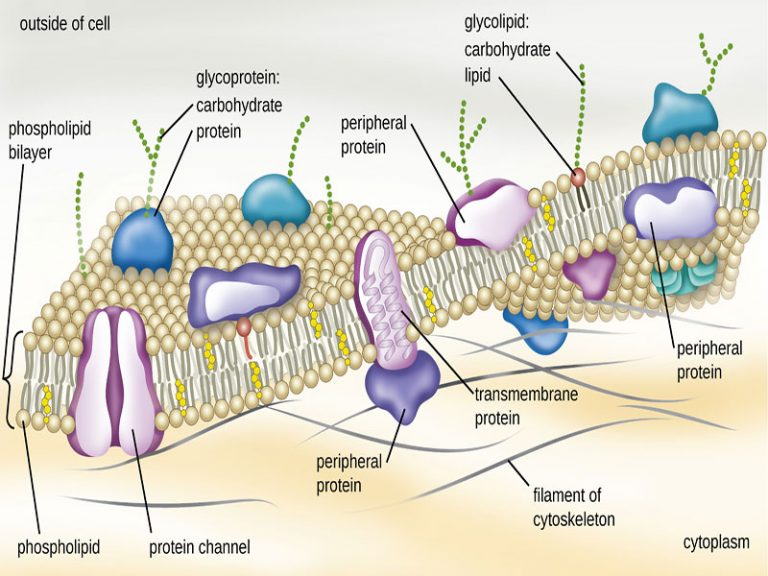 outside of cell
glycolipid:
carbohydrate
lipid
glycoprotein:
carbohydrate
protein
peripheral
protein
phospholipid
bilayer
peripheral
protein
transmembrane
protein
peripheral
protein
filament of
cytoskeleton
phospholipid
protein channel
cytoplasm